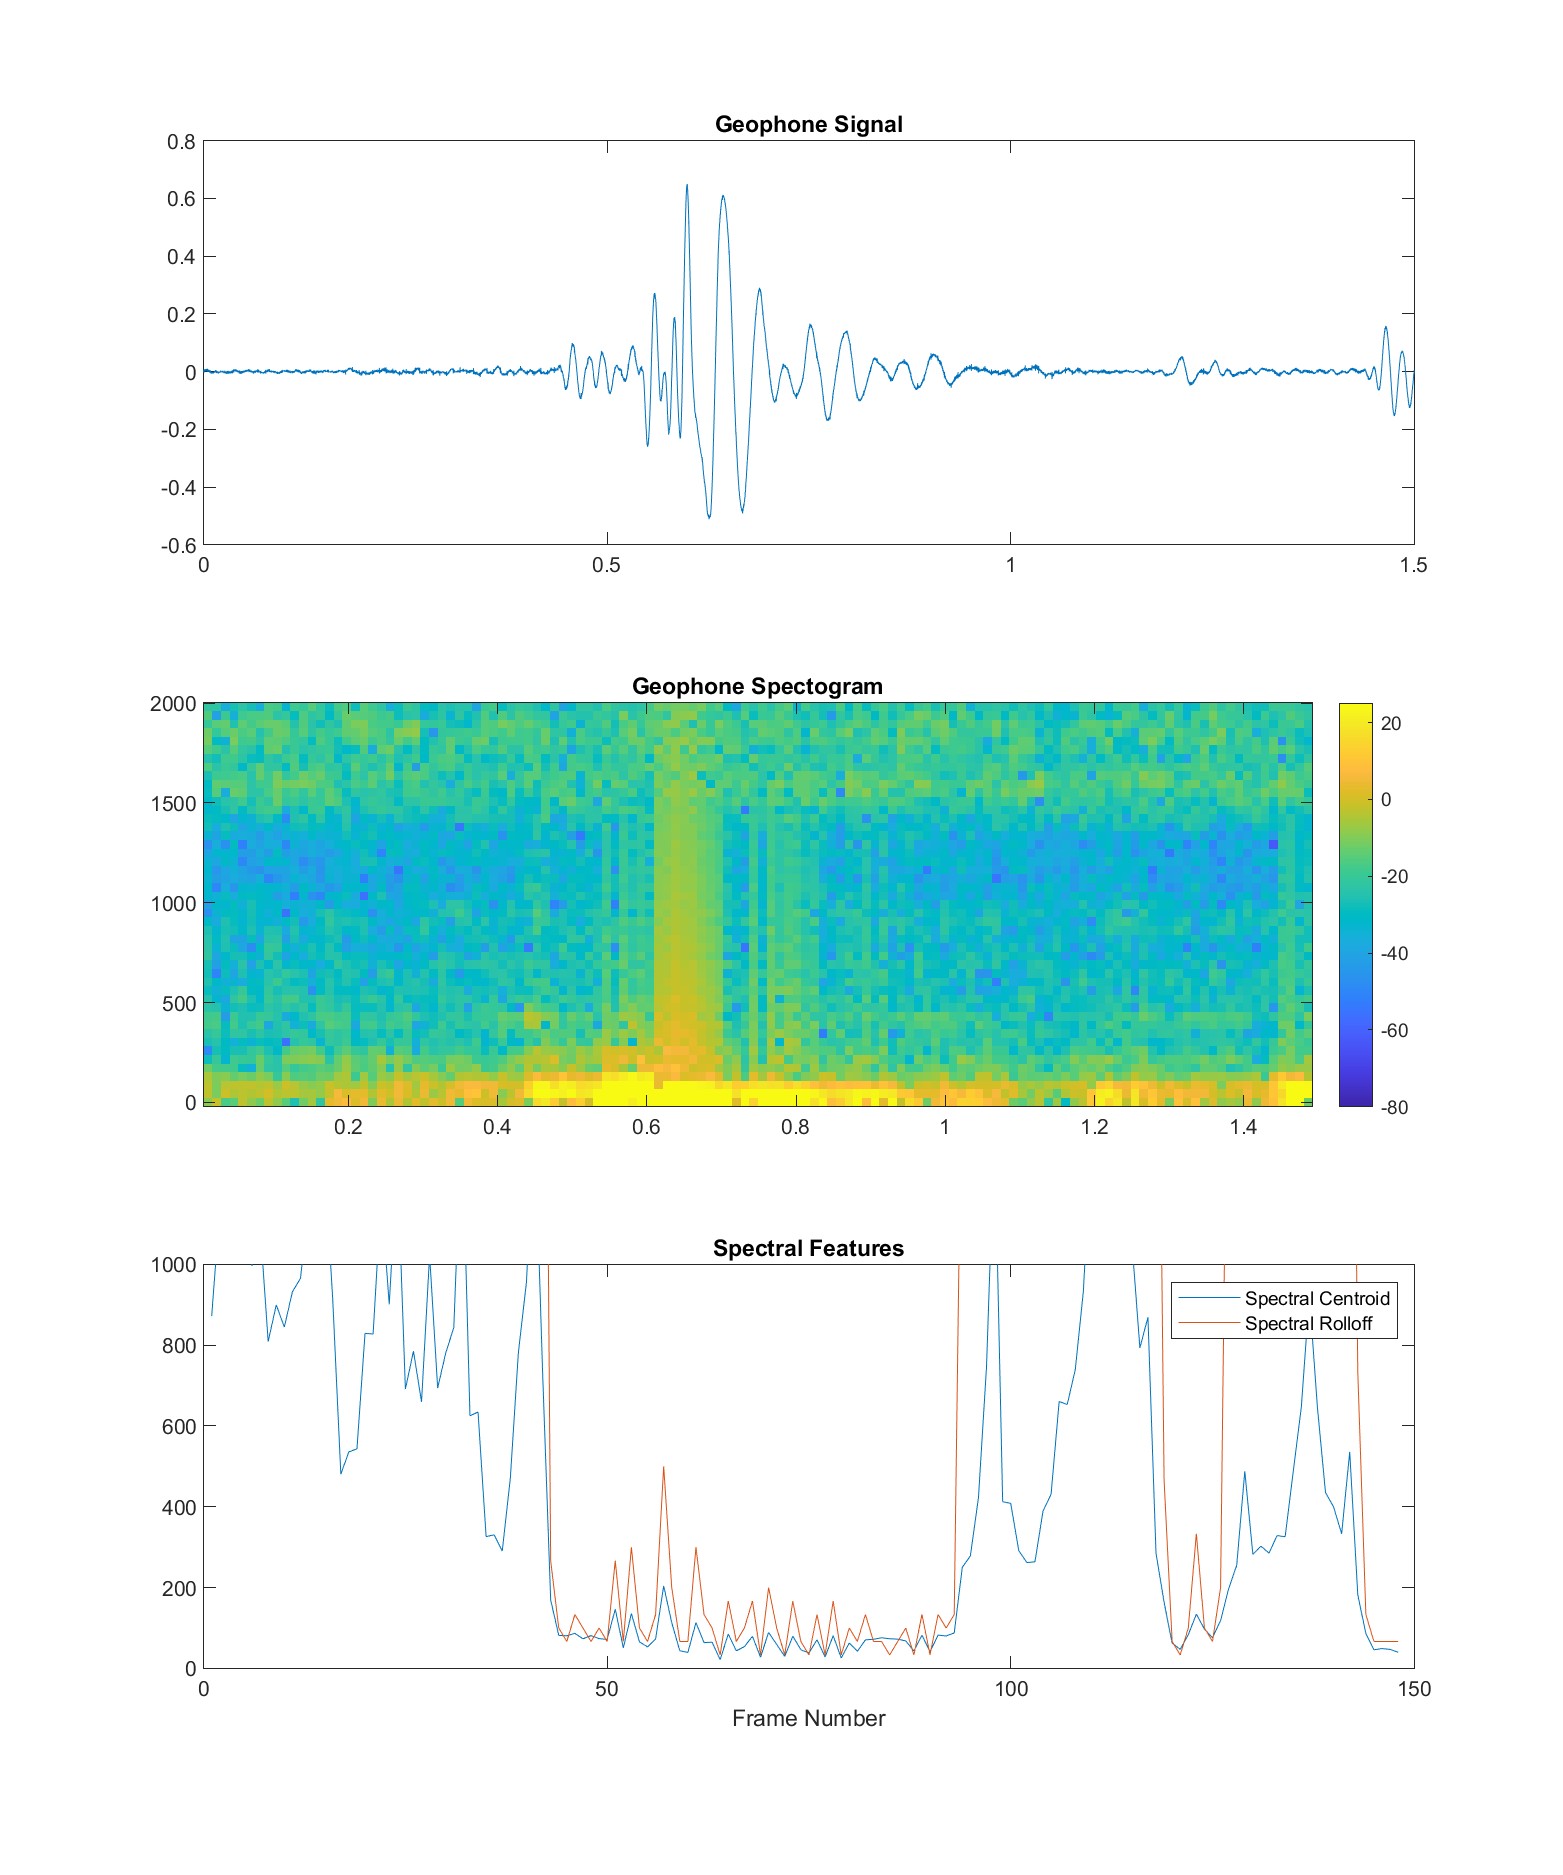 Geophone Signal
0.8
0.6
0.4
0.2
0
-0.2
-0.4
-0.6
0 0.5 1 1.5
Geophone Spectogram
2000
1500
1000
500
0
20
0
-20
-40
-60
-80
0.2 0.4 0.6 0.8 1 1.2 1.4
Spectral Features
1000
800
600
400
200
0
Spectral Centroid
Spectral Rolloff
0 50 100 150
Frame Number